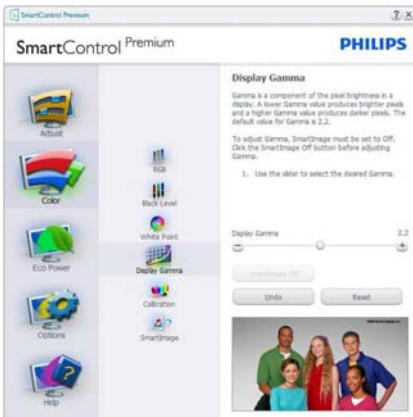 SmartControl Premium
SmartControl Premium
PHILIPS
Adjust
Color
Eco Power
Options
Help
RGB
Black Level
White Point
Display Gamma
Calibration
SmartImage
Display Gamma
Gamma is a component of the pixel brightness in a
display. A lower Gamma value produces brighter pixels
and a higher Gamma value produces darker pixels. The
default value for Gamma is 2.2.
To adjust Gamma, SmartImage must be set to Off.
Click the SmartImage Off button before adjusting
Gamma.
1. Use the slider to select the desired Gamma.
Display Gamma 2.2
SmartImage Off
Undo Reset